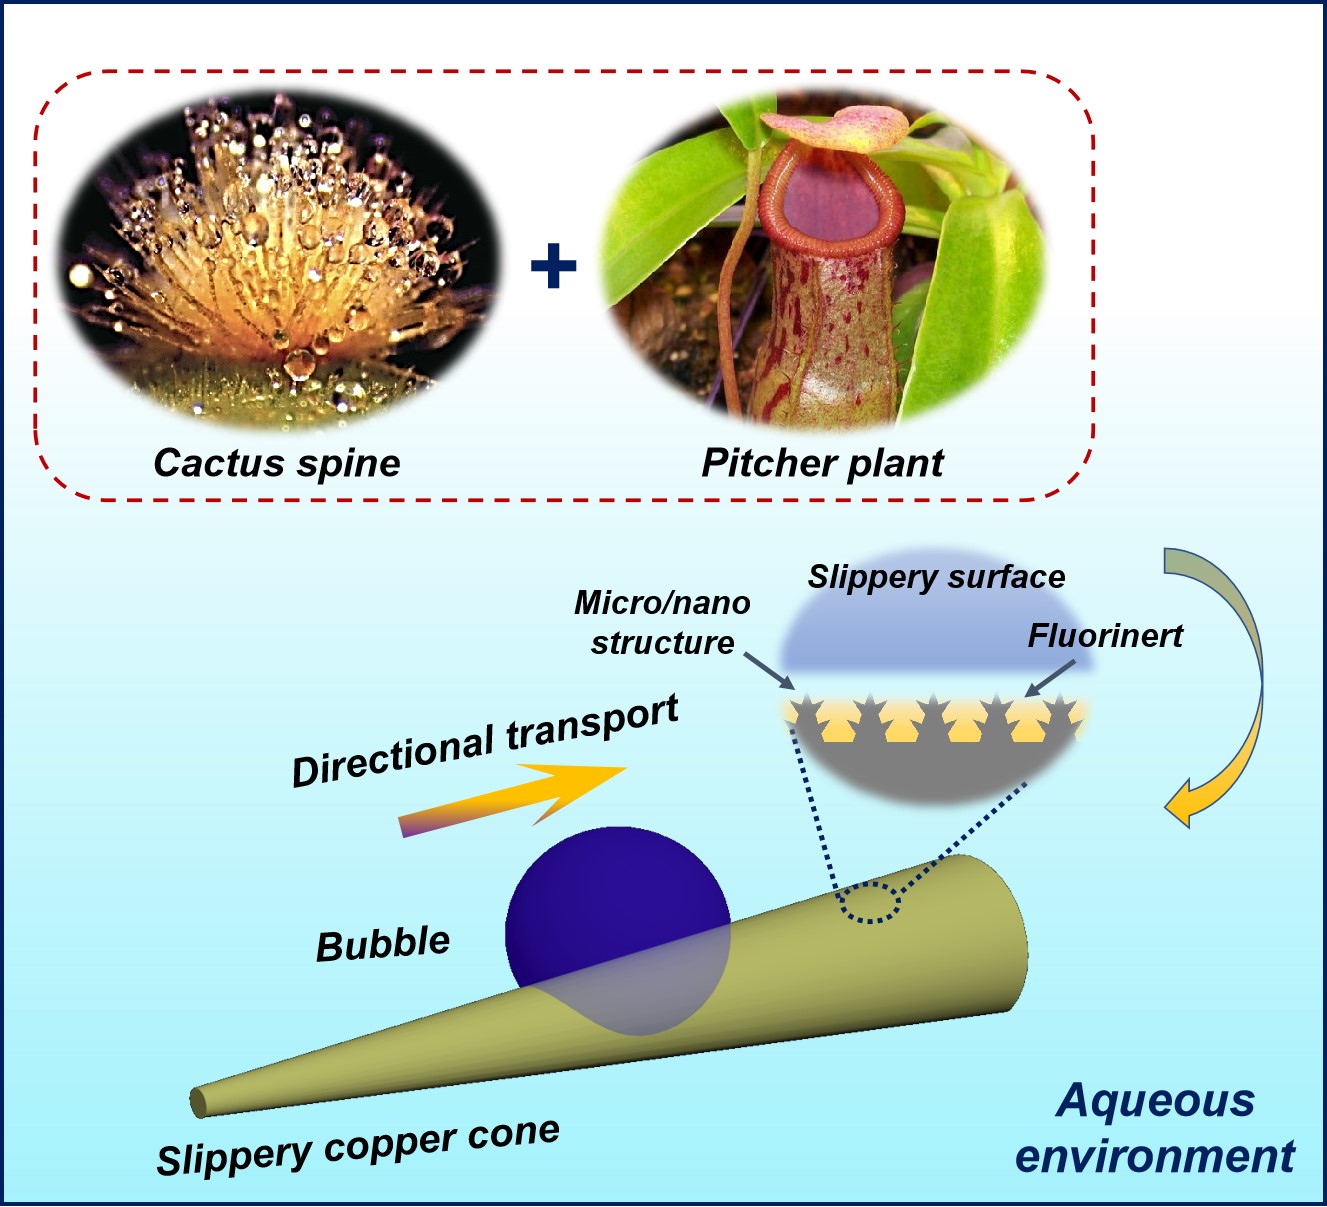 Cactus spine
Pitcher plant
Slippery surface
Micro/nano
structure
Fluorinert
Directional transport
Bubble
Slippery copper cone
Aqueous
environment